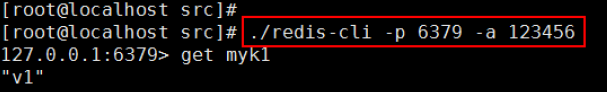 [root@localhost src]#
[root@localhost src]# ./redis-cli -p 6379 -a 123456
127.0.0.1:6379> get myk1
"v1"